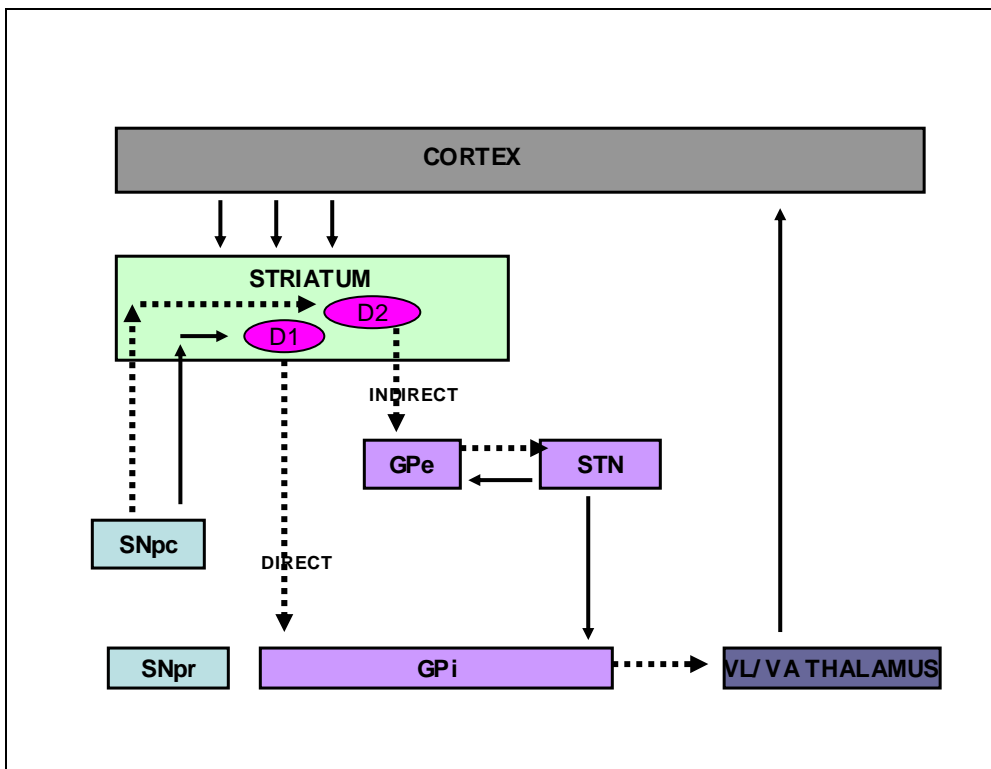 CORTEX
STRIATUM
D2
D1
INDIRECT
GPe
STN
SNpc
DIRECT
SNpr
GPi
VL/ VA THALAMUS